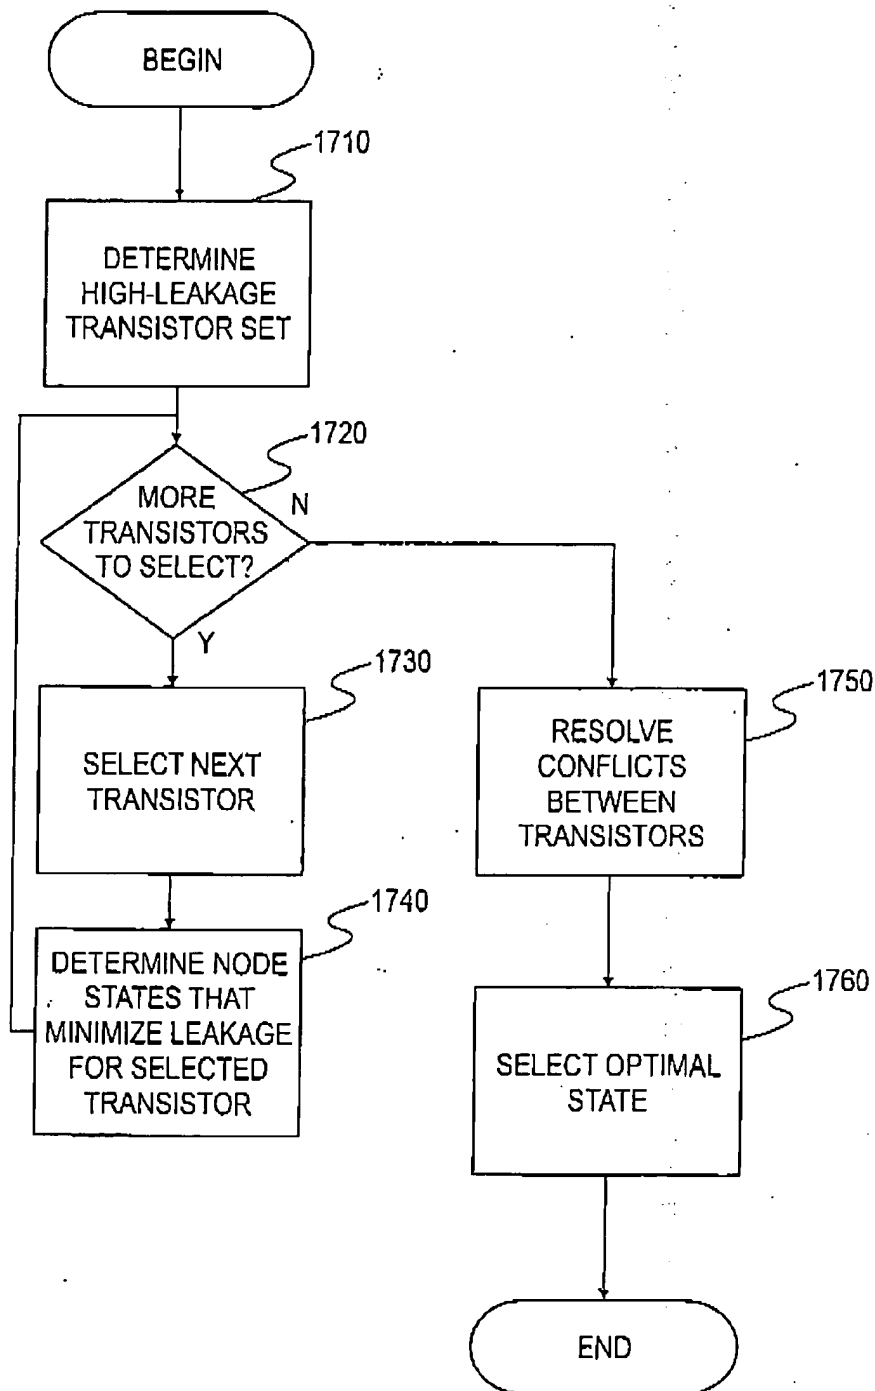 BEGIN
1710
DETERMINE
HIGH-LEAKAGE
TRANSISTOR SET
1720
MORE
TRANSISTORS
TO SELECT?
N
Y
1730
SELECT NEXT
TRANSISTOR
1740
DETERMINE NODE
STATES THAT
MINIMIZE LEAKAGE
FOR SELECTED
TRANSISTOR
1750
RESOLVE
CONFLICTS
BETWEEN
TRANSISTORS
1760
SELECT OPTIMAL
STATE
END